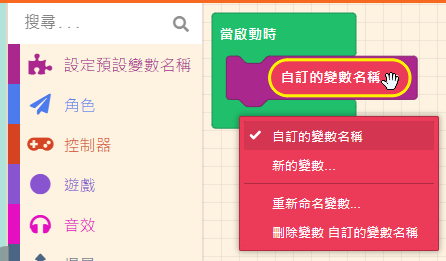 搜尋...
設定預設變數名稱
角色
控制器
遊戲
音效
當啟動時
自訂的變數名稱
自訂的變數名稱
新的變數...
重新命名變數...
刪除變數 自訂的變數名稱